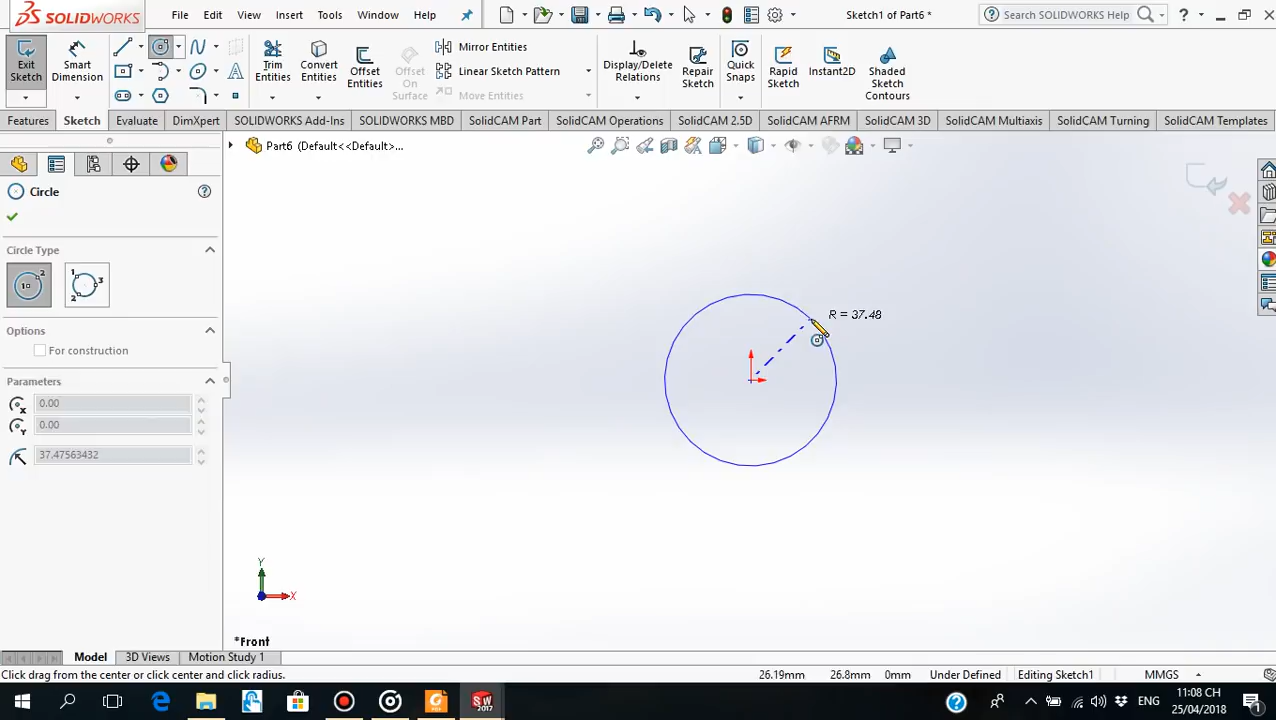 SOLIDWORKS File Edit View Insert Tools Window Help Sketch1 of Part6 * Search SOLIDWORKS Help ?
Exit Sketch
Smart Dimension
Trim Entities
Convert Entities
Offset Entities
Offset On Surface
Mirror Entities
Linear Sketch Pattern
Move Entities
Display/Delete Relations
Repair Sketch
Quick Snaps
Rapid Sketch
Instant2D
Shaded Sketch Contours
Features Sketch Evaluate DimXpert SOLIDWORKS Add-Ins SOLIDWORKS MBD SolidCAM Part SolidCAM Operations SolidCAM 2.5D SolidCAM AFRM SolidCAM 3D SolidCAM Multiaxis SolidCAM Turning SolidCAM Templates
Part6 (Default<<Default>...
Circle
Circle Type
Options
For construction
Parameters
0.00
0.00
37.47563432
R = 37.48
Y
X
*Front
Model 3D Views Motion Study 1
Click drag from the center or click center and click radius. 26.19mm 26.8mm 0mm Under Defined Editing Sketch1 MMGS
ENG
11:08 CH
25/04/2018